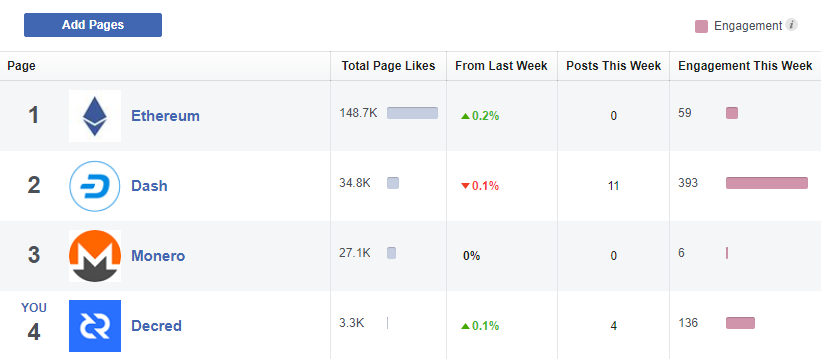 Add Pages
Engagement
Page Total Page Likes From Last Week Posts This Week Engagement This Week
1 Ethereum 148.7K 0.2% 0 59
2 Dash 34.8K 0.1% 11 393
3 Monero 27.1K 0% 0 6
YOU
4 Decred 3.3K 0.1% 4 136